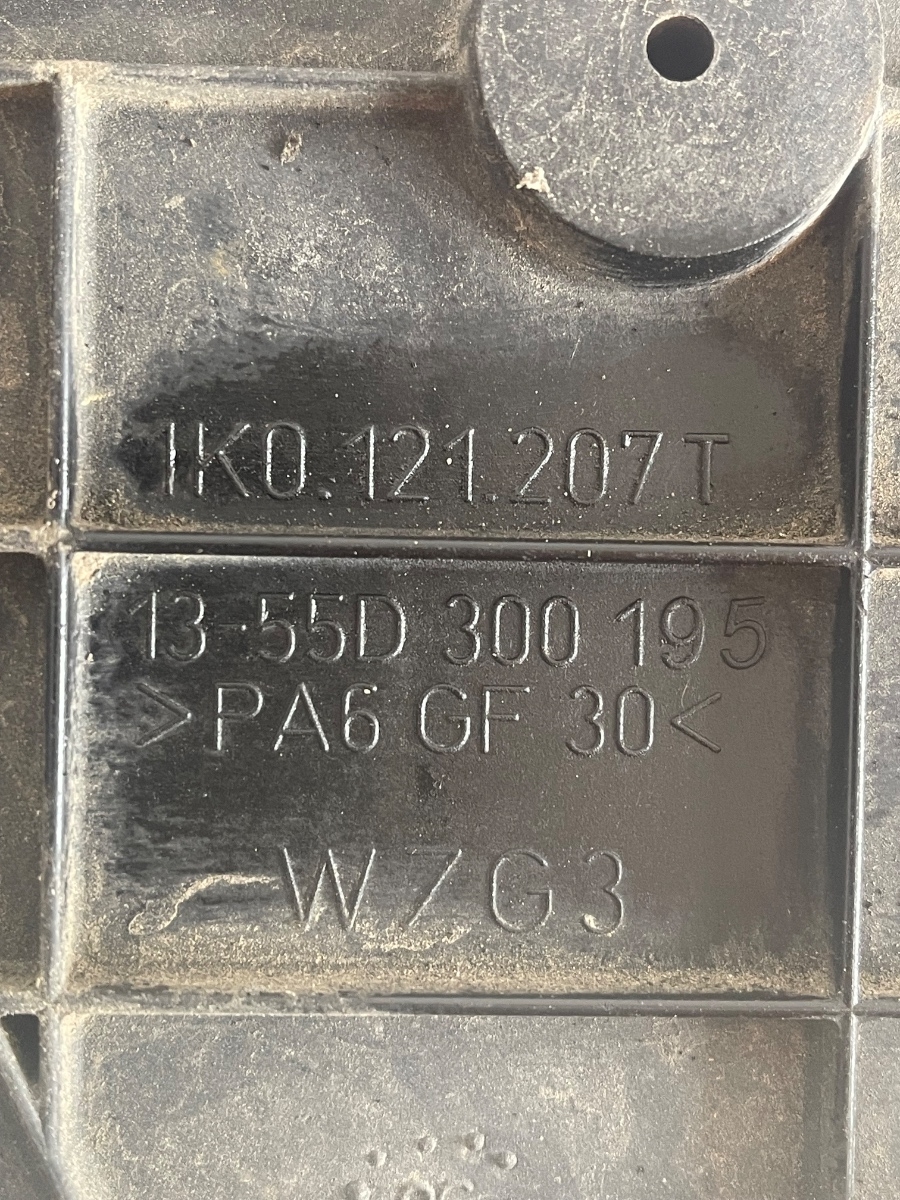 1K0.121.207 T
13-55D 300 195
>PA6 GF 30<
WZG3